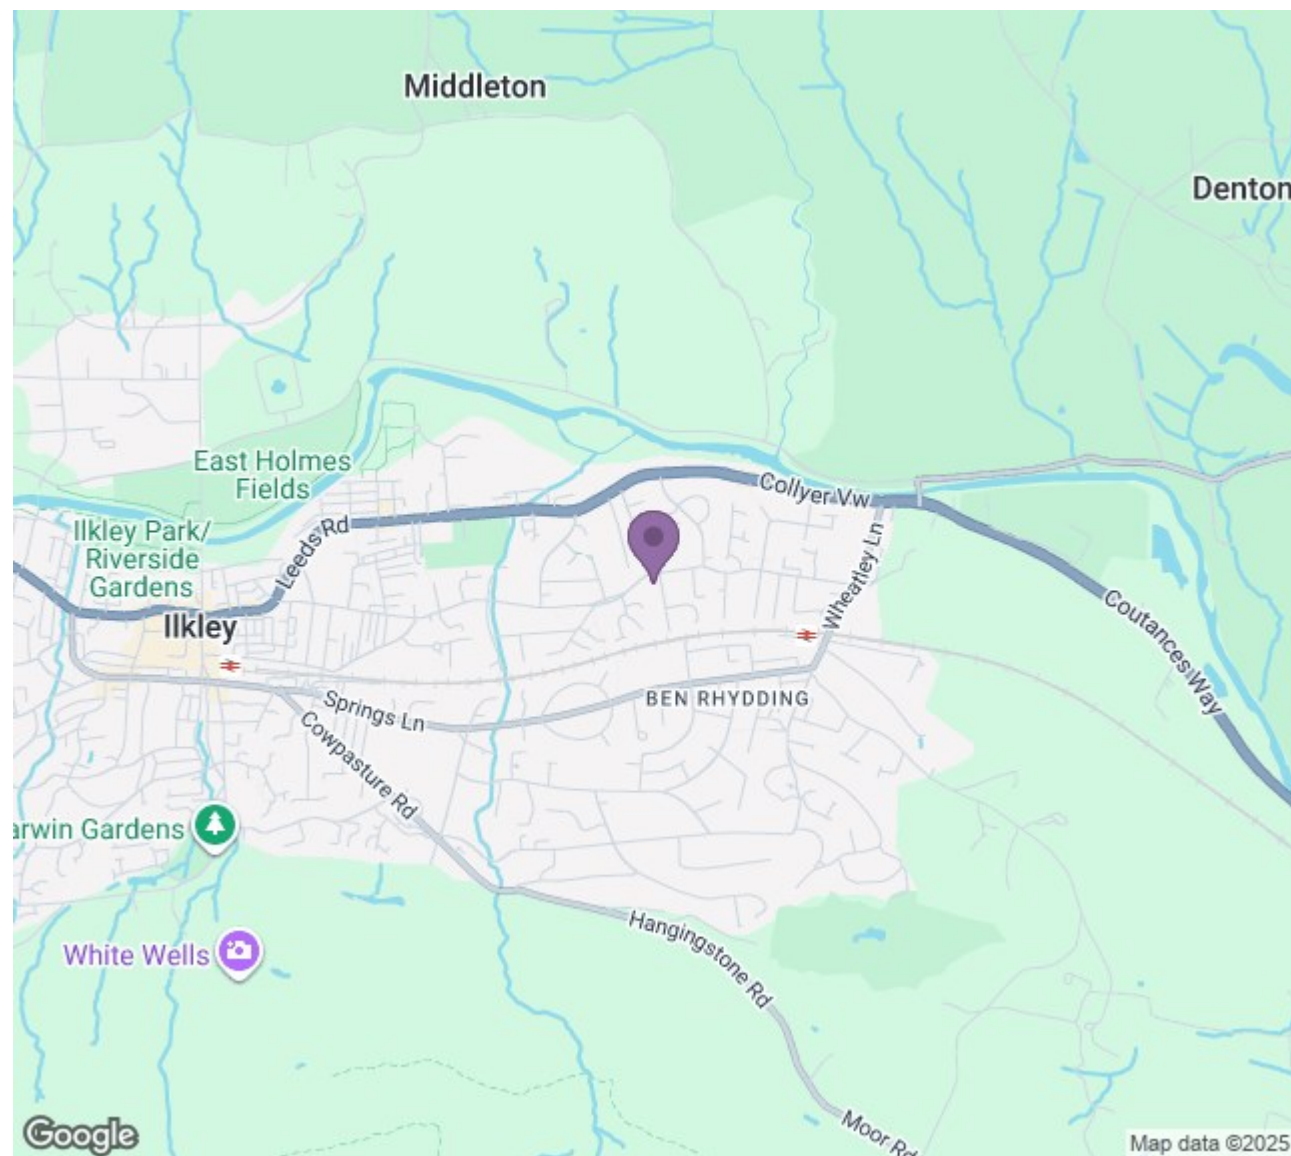 Middleton
Denton
East Holmes
Fields
Collyer Vw
Ilkley Park/
Riverside
Gardens
Leeds Rd
Wheatley Ln
Coutances Way
Ilkley
BEN RHYDDING
Springs Ln
Cowpasture Rd
arwin Gardens
Hangingstone Rd
White Wells
Moor Rd
Google
Map data ©2025